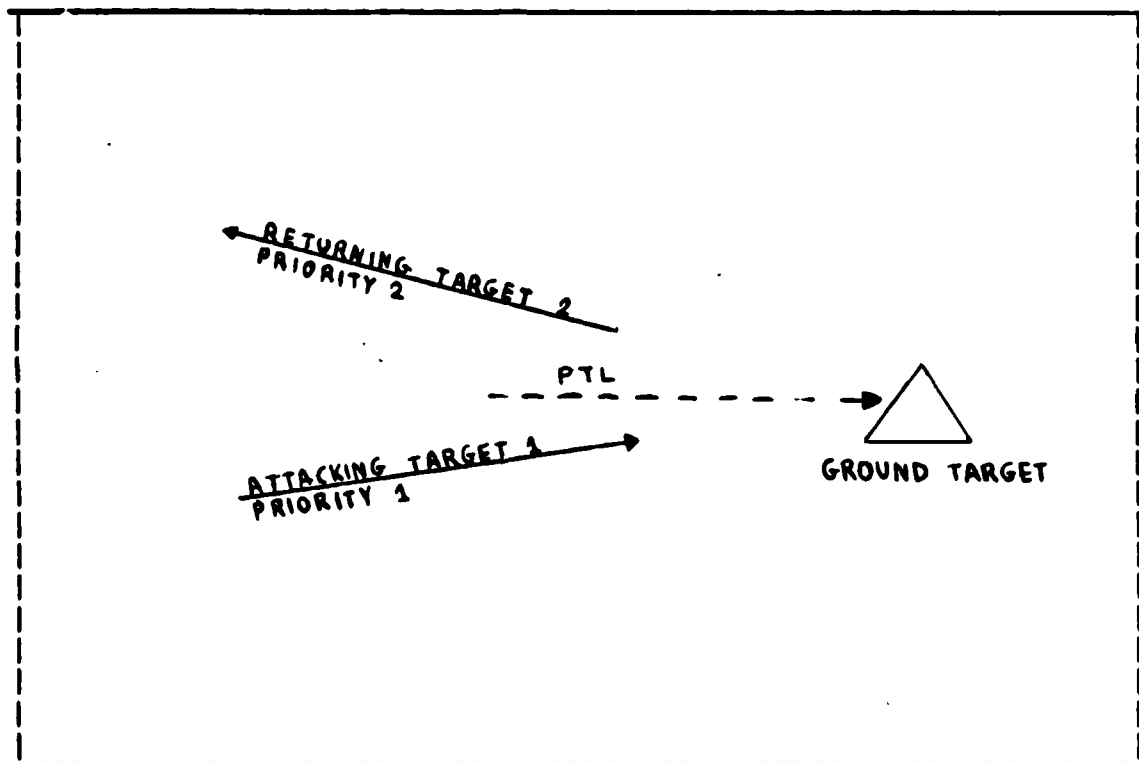 RETURNING TARGET 2
PRIORITY 2
PTL
ATTACKING TARGET 1
PRIORITY 1
GROUND TARGET